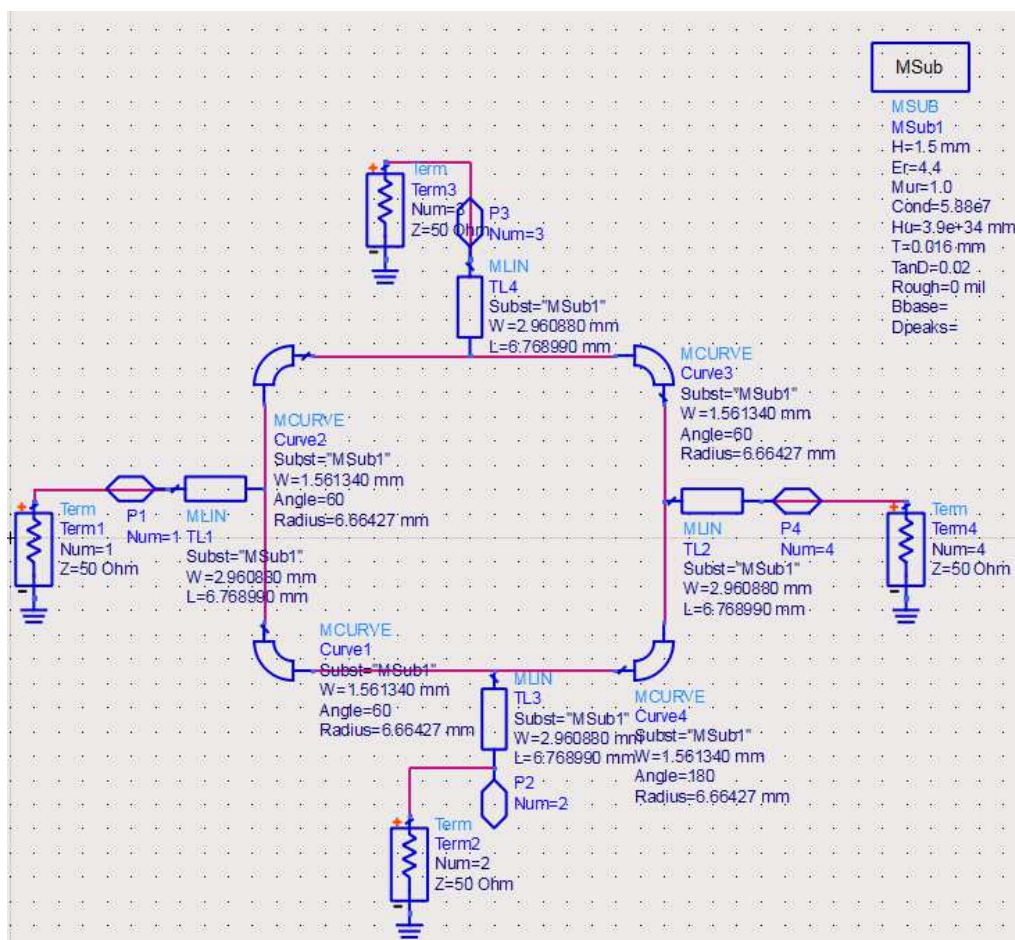 MSub
MSUB
MSub1
H=1.5 mm
Er=4.4
Mur=1.0
Cond=5.88e7
Hu=3.9e+34 mm
T=0.016 mm
TanD=0.02
Rough=0 mil
Bbase=
Dpeaks=
Term
Term3
Num=3
Z=50 Ohm
P3
Num=3
MLIN
TL4
Subst="MSub1"
W=2.960880 mm
L=6.768990 mm
MCURVE
Curve3
Subst="MSub1"
W=1.561340 mm
Angle=60
Radius=6.66427 mm
MCURVE
Curve2
Subst="MSub1"
W=1.561340 mm
Angle=60
Radius=6.66427 mm
Term
Term1
Num=1
Z=50 Ohm
P1
Num=1
MLIN
TL1
Subst="MSub1"
W=2.960880 mm
L=6.768990 mm
MLIN
TL2
Subst="MSub1"
W=2.960880 mm
L=6.768990 mm
P4
Num=4
Term
Term4
Num=4
Z=50 Ohm
MCURVE
Curve1
Subst="MSub1"
W=1.561340 mm
Angle=60
Radius=6.66427 mm
MLIN
TL3
Subst="MSub1"
W=2.960880 mm
L=6.768990 mm
MCURVE
Curve4
Subst="MSub1"
W=1.561340 mm
Angle=180
Radius=6.66427 mm
P2
Num=2
Term
Term2
Num=2
Z=50 Ohm